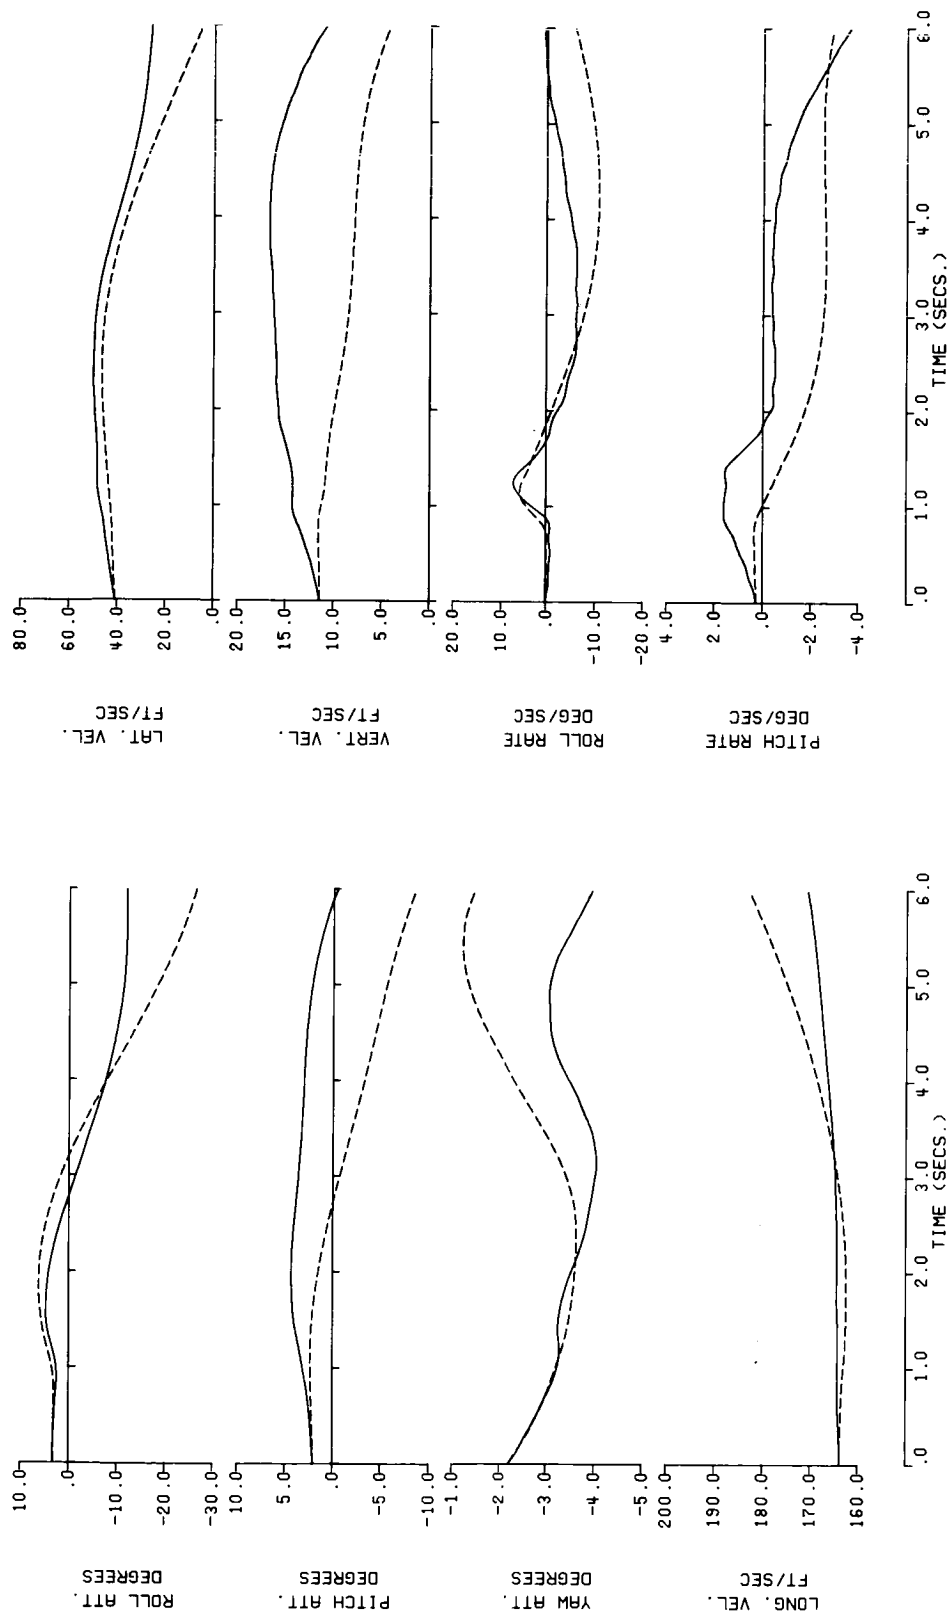 ROLL ATT.
DEGREES
10.0
.0
-10.0
-20.0
-30.0
PITCH ATT.
DEGREES
10.0
5.0
.0
-5.0
-10.0
YAW ATT.
DEGREES
-1.0
-2.0
-3.0
-4.0
-5.0
LONG. VEL.
FT/SEC
200.0
190.0
180.0
170.0
160.0
.0 1.0 2.0 3.0 4.0 5.0 6.0
TIME (SECS.)
LAT. VEL.
FT/SEC
80.0
60.0
40.0
20.0
.0
VERT. VEL.
FT/SEC
20.0
15.0
10.0
5.0
.0
ROLL RATE
DEG/SEC
20.0
10.0
.0
-10.0
-20.0
PITCH RATE
DEG/SEC
4.0
2.0
.0
-2.0
-4.0
.0 1.0 2.0 3.0 4.0 5.0 6.0
TIME (SECS.)